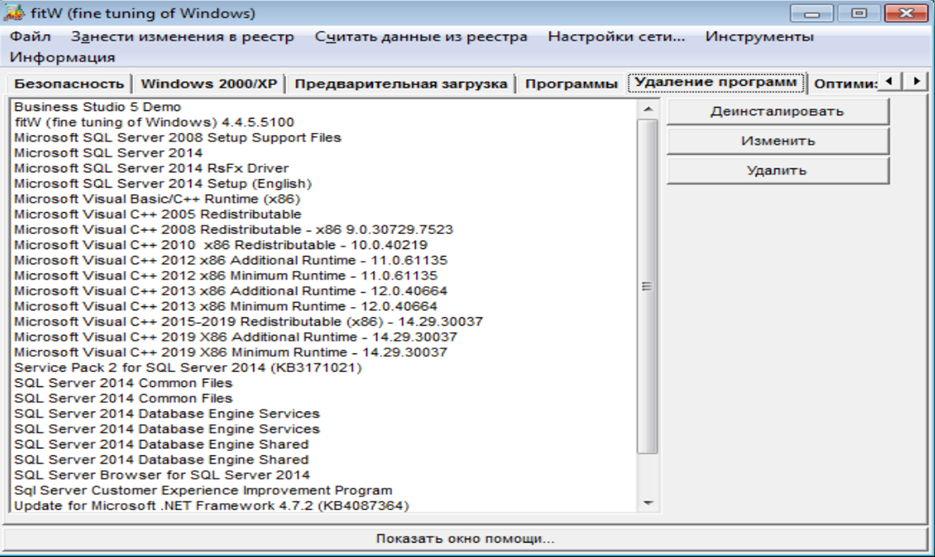 fitW (fine tuning of Windows)
Файл Занести изменения в реестр Считать данные из реестра Настройки сети... Инструменты
Информация
Безопасность Windows 2000/XP Предварительная загрузка Программы Удаление программ Оптими:
Business Studio 5 Demo
fitW (fine tuning of Windows) 4.4.5.5100
Microsoft SQL Server 2008 Setup Support Files
Microsoft SQL Server 2014
Microsoft SQL Server 2014 RsFx Driver
Microsoft SQL Server 2014 Setup (English)
Microsoft Visual Basic/C++ Runtime (x86)
Microsoft Visual C++ 2005 Redistributable
Microsoft Visual C++ 2008 Redistributable - x86 9.0.30729.7523
Microsoft Visual C++ 2010  x86 Redistributable - 10.0.40219
Microsoft Visual C++ 2012 x86 Additional Runtime - 11.0.61135
Microsoft Visual C++ 2012 x86 Minimum Runtime - 11.0.61135
Microsoft Visual C++ 2013 x86 Additional Runtime - 12.0.40664
Microsoft Visual C++ 2013 x86 Minimum Runtime - 12.0.40664
Microsoft Visual C++ 2015-2019 Redistributable (x86) - 14.29.30037
Microsoft Visual C++ 2019 X86 Additional Runtime - 14.29.30037
Microsoft Visual C++ 2019 X86 Minimum Runtime - 14.29.30037
Service Pack 2 for SQL Server 2014 (KB3171021)
SQL Server 2014 Common Files
SQL Server 2014 Common Files
SQL Server 2014 Database Engine Services
SQL Server 2014 Database Engine Services
SQL Server 2014 Database Engine Shared
SQL Server 2014 Database Engine Shared
SQL Server Browser for SQL Server 2014
Sql Server Customer Experience Improvement Program
Update for Microsoft .NET Framework 4.7.2 (KB4087364)
Деинсталировать
Изменить
Удалить
Показать окно помощи...